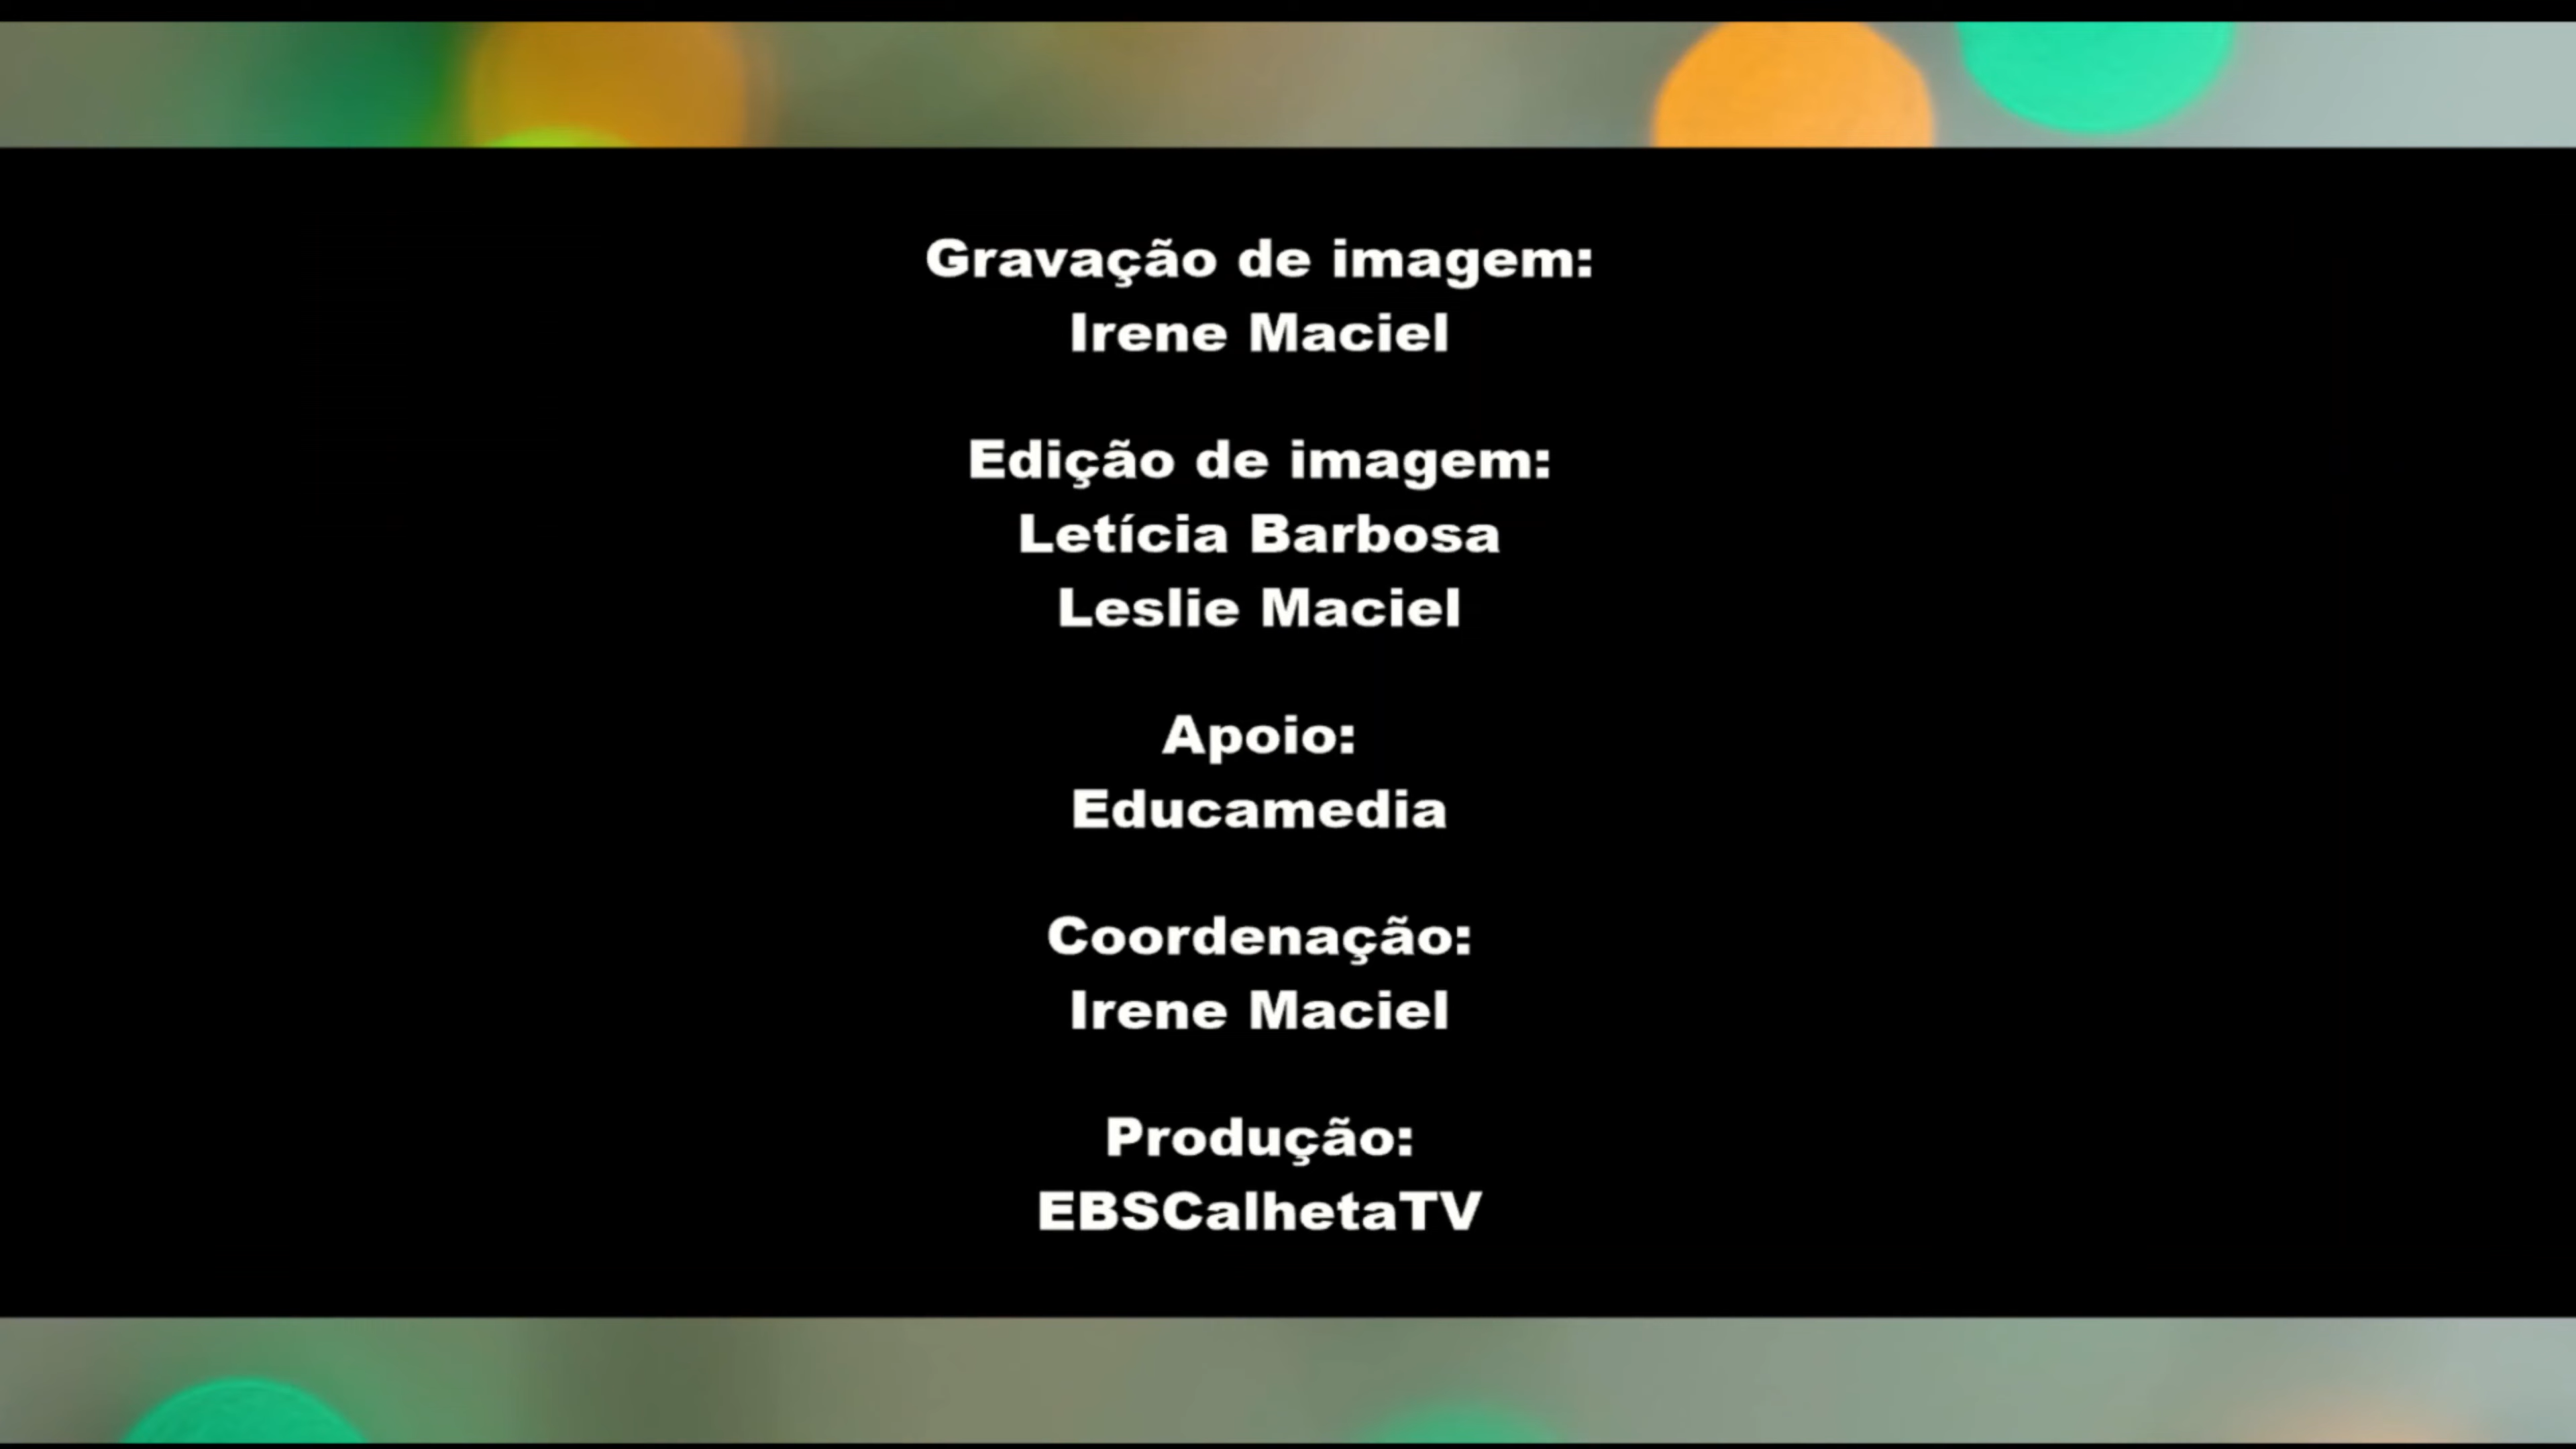 Gravação de imagem:
Irene Maciel
Edição de imagem:
Letícia Barbosa
Leslie Maciel
Apoio:
Educamedia
Coordenação:
Irene Maciel
Produção:
EBSCalhetaTV